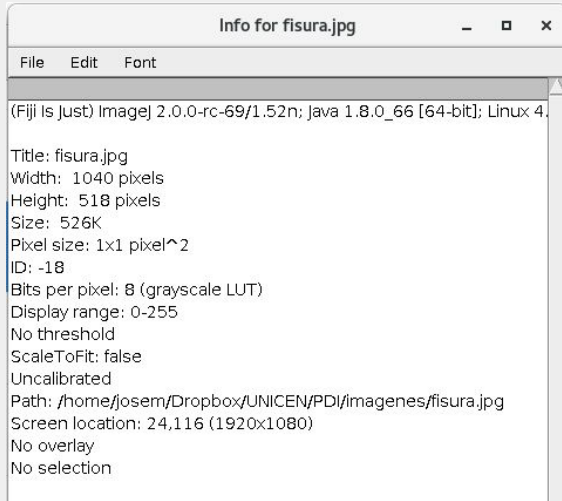 Info for fisura.jpg
File Edit Font
(Fiji Is Just) ImageJ 2.0.0-rc-69/1.52n; Java 1.8.0_66 [64-bit]; Linux 4.
Title: fisura.jpg
Width:  1040 pixels
Height:  518 pixels
Size:  526K
Pixel size: 1x1 pixel^2
ID: -18
Bits per pixel: 8 (grayscale LUT)
Display range: 0-255
No threshold
ScaleToFit: false
Uncalibrated
Path: /home/josem/Dropbox/UNICEN/PDI/imagenes/fisura.jpg
Screen location: 24,116 (1920x1080)
No overlay
No selection